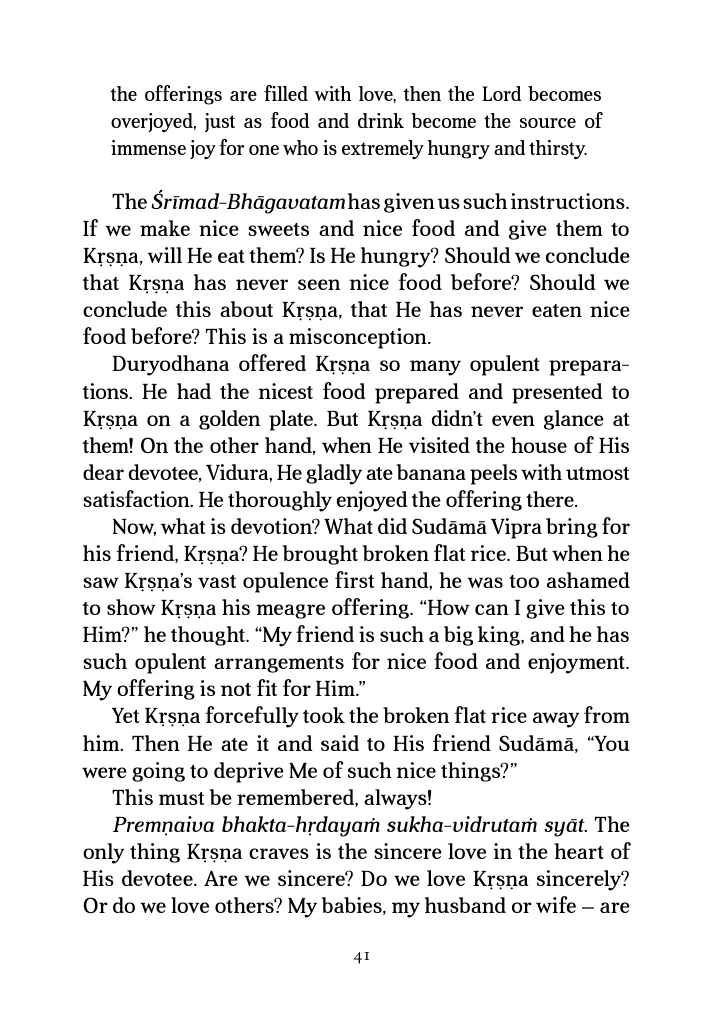 the offerings are filled with love, then the Lord becomes
overjoyed, just as food and drink become the source of
immense joy for one who is extremely hungry and thirsty.
The Śrīmad-Bhāgavatam has given us such instructions.
If we make nice sweets and nice food and give them to
Kṛṣṇa, will He eat them? Is He hungry? Should we conclude
that Kṛṣṇa has never seen nice food before? Should we
conclude this about Kṛṣṇa, that He has never eaten nice
food before? This is a misconception.
Duryodhana offered Kṛṣṇa so many opulent prepara-
tions. He had the nicest food prepared and presented to
Kṛṣṇa on a golden plate. But Kṛṣṇa didn’t even glance at
them! On the other hand, when He visited the house of His
dear devotee, Vidura, He gladly ate banana peels with utmost
satisfaction. He thoroughly enjoyed the offering there.
Now, what is devotion? What did Sudāmā Vipra bring for
his friend, Kṛṣṇa? He brought broken flat rice. But when he
saw Kṛṣṇa’s vast opulence first hand, he was too ashamed
to show Kṛṣṇa his meagre offering. “How can I give this to
Him?” he thought. “My friend is such a big king, and he has
such opulent arrangements for nice food and enjoyment.
My offering is not fit for Him.”
Yet Kṛṣṇa forcefully took the broken flat rice away from
him. Then He ate it and said to His friend Sudāmā, “You
were going to deprive Me of such nice things?”
This must be remembered, always!
Premṇaiva bhakta-hṛdayaṁ sukha-vidrutaṁ syāt. The
only thing Kṛṣṇa craves is the sincere love in the heart of
His devotee. Are we sincere? Do we love Kṛṣṇa sincerely?
Or do we love others? My babies, my husband or wife – are
41